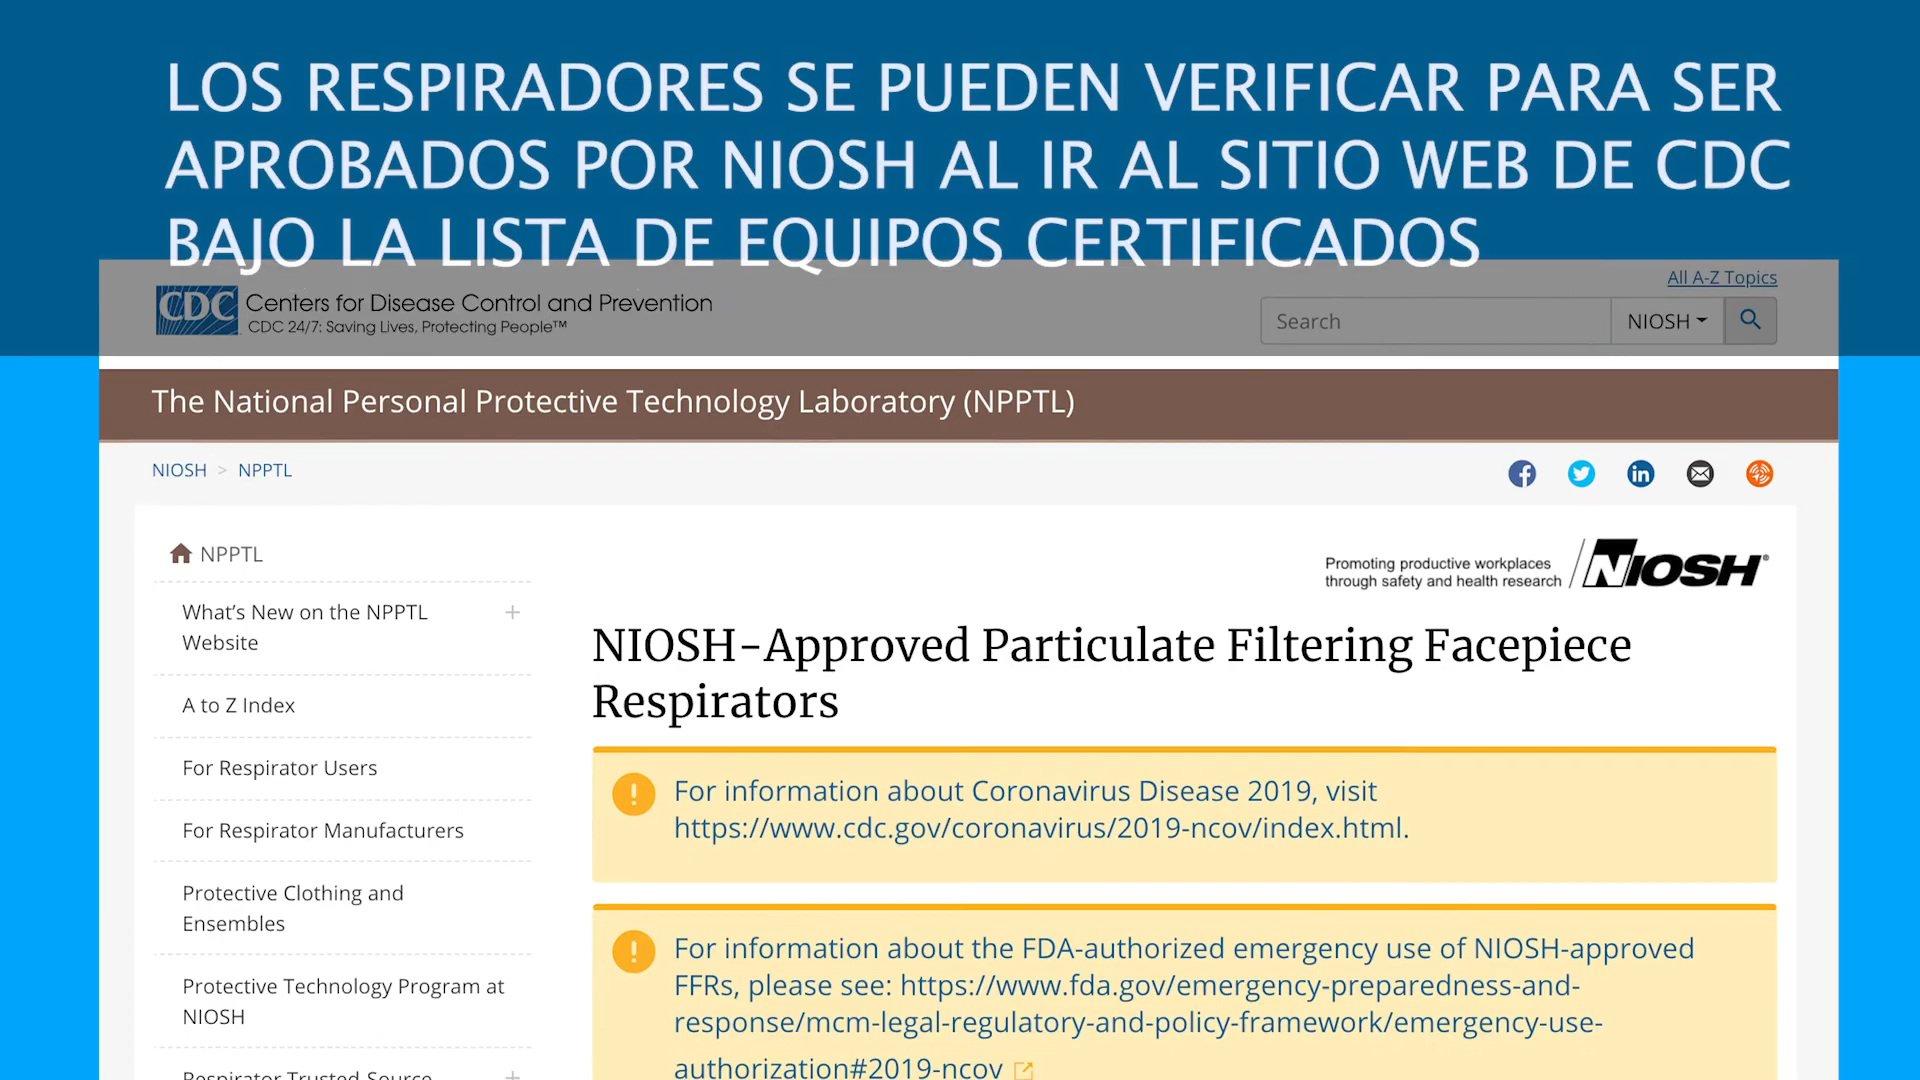 LOS RESPIRADORES SE PUEDEN VERIFICAR PARA SER
APROBADOS POR NIOSH AL IR AL SITIO WEB DE CDC
BAJO LA LISTA DE EQUIPOS CERTIFICADOS
All A-Z Topics
CDC Centers for Disease Control and Prevention
CDC 24/7: Saving Lives, Protecting People™
Search
NIOSH
The National Personal Protective Technology Laboratory (NPPTL)
NIOSH > NPPTL
NPPTL
What's New on the NPPTL
Website
A to Z Index
For Respirator Users
For Respirator Manufacturers
Protective Clothing and
Ensembles
Protective Technology Program at
NIOSH
Respirator Trusted-Source
Promoting productive workplaces
through safety and health research
NIOSH®
NIOSH-Approved Particulate Filtering Facepiece
Respirators
For information about Coronavirus Disease 2019, visit
https://www.cdc.gov/coronavirus/2019-ncov/index.html.
For information about the FDA-authorized emergency use of NIOSH-approved
FFRs, please see: https://www.fda.gov/emergency-preparedness-and-
response/mcm-legal-regulatory-and-policy-framework/emergency-use-
authorization#2019-ncov